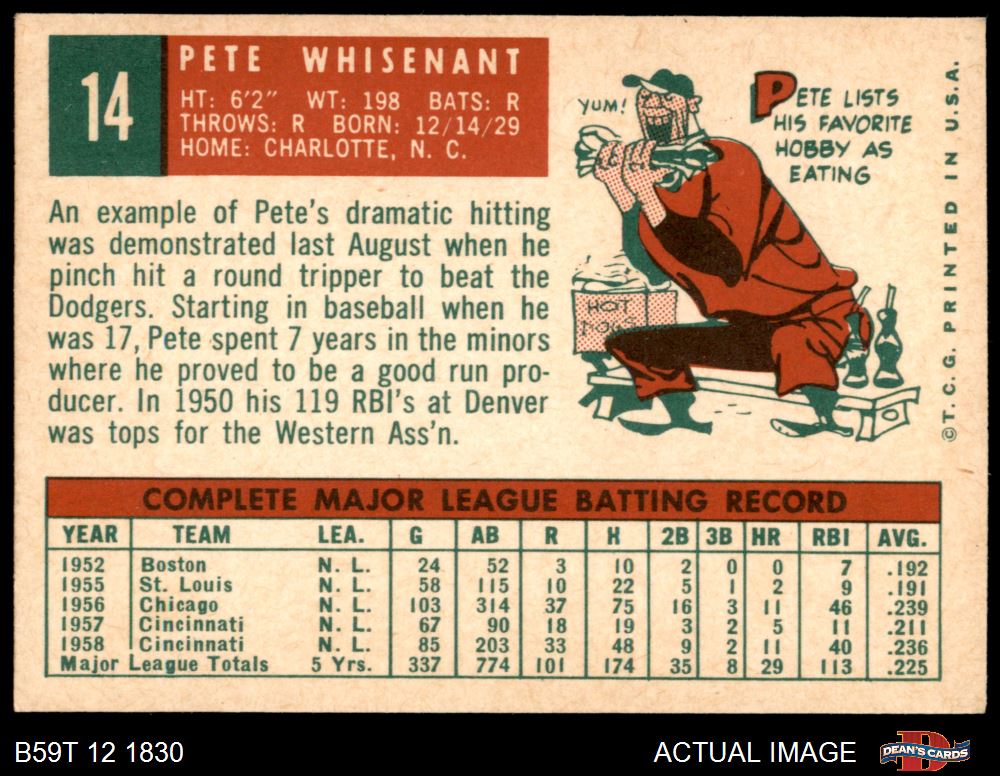 14
PETE WHISENANT
HT: 6'2" WT: 198 BATS: R
THROWS: R BORN: 12/14/29
HOME: CHARLOTTE, N. C.
An example of Pete's dramatic hitting
was demonstrated last August when he
pinch hit a round tripper to beat the
Dodgers. Starting in baseball when he
was 17, Pete spent 7 years in the minors
where he proved to be a good run pro-
ducer. In 1950 his 119 RBI's at Denver
was tops for the Western Ass'n.
YUM!
PETE LISTS
HIS FAVORITE
HOBBY AS
EATING
HOT
DOGS
©T. C. G. PRINTED IN U.S.A.
COMPLETE MAJOR LEAGUE BATTING RECORD
YEAR TEAM LEA. G AB R H 2B 3B HR RBI AVG.
1952 Boston N. L. 24 52 3 10 2 0 0 7 .192
1955 St. Louis N. L. 58 115 10 22 5 1 2 9 .191
1956 Chicago N. L. 103 314 37 75 16 3 11 46 .239
1957 Cincinnati N. L. 67 90 18 19 3 2 5 11 .211
1958 Cincinnati N. L. 85 203 33 48 9 2 11 40 .236
Major League Totals 5 Yrs. 337 774 101 174 35 8 29 113 .225
B59T 12 1830
ACTUAL IMAGE
D
DEAN'S CARDS